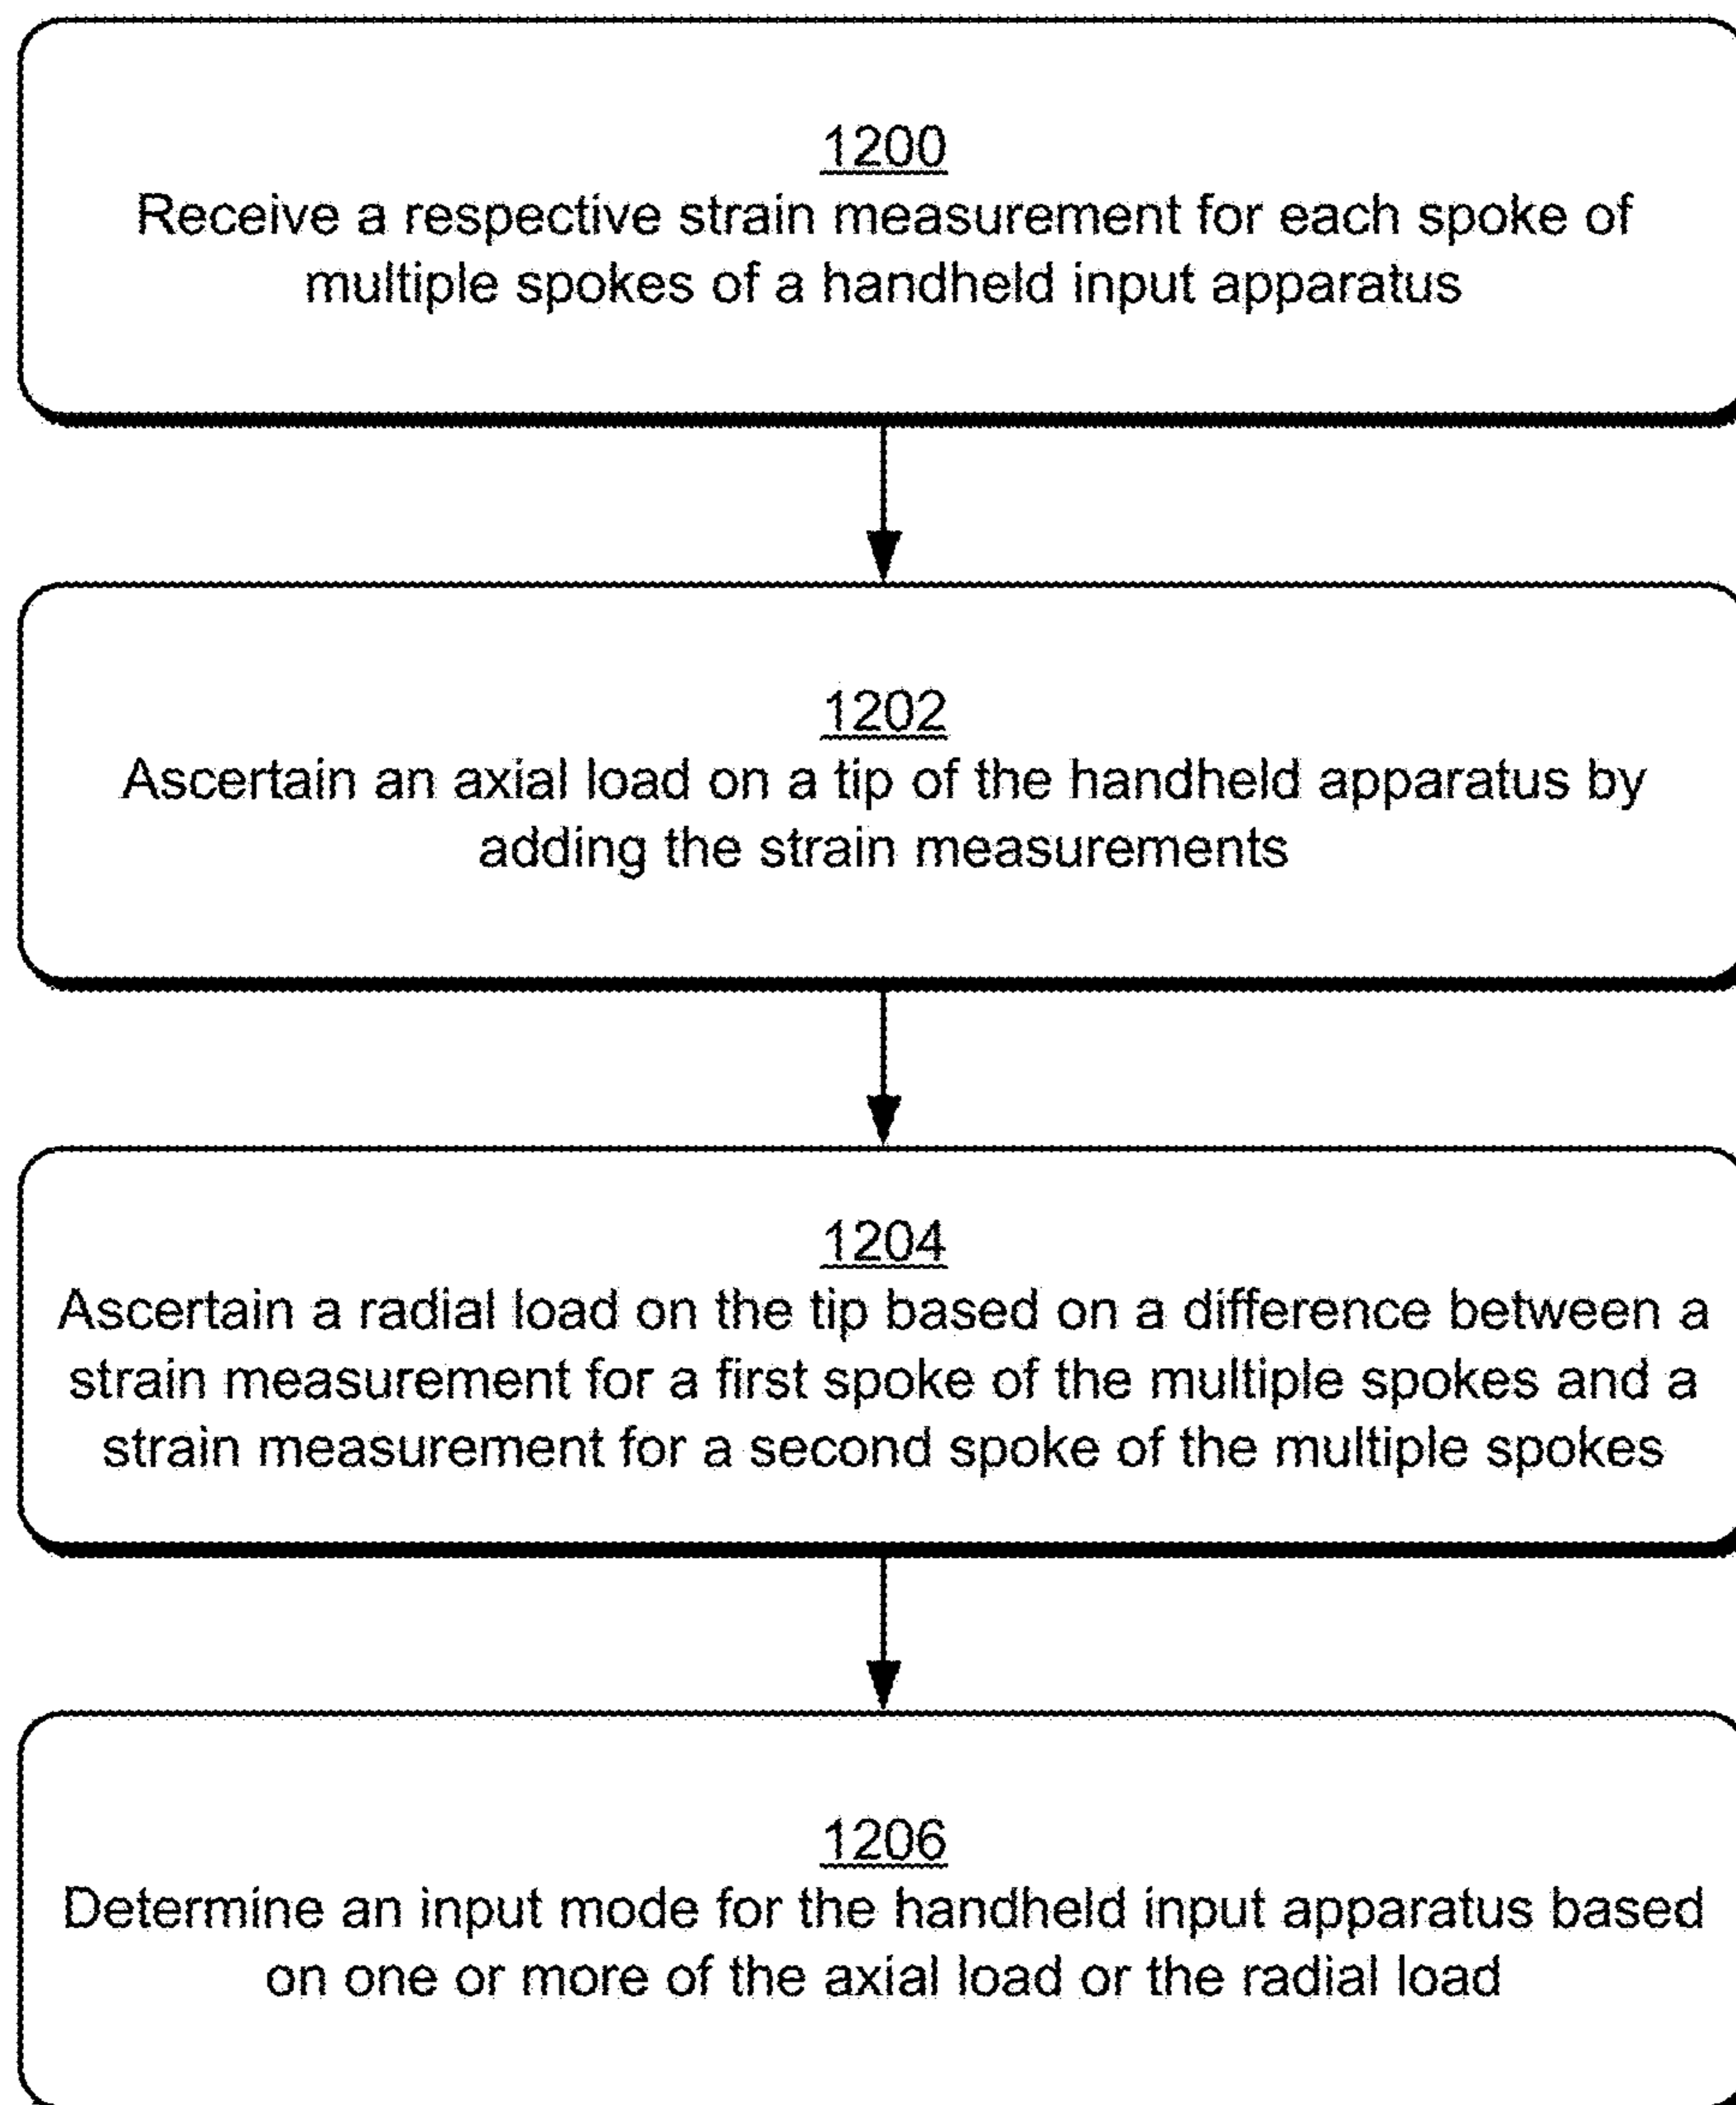 1200
Receive a respective strain measurement for each spoke of
multiple spokes of a handheld input apparatus
1202
Ascertain an axial load on a tip of the handheld apparatus by
adding the strain measurements
1204
Ascertain a radial load on the tip based on a difference between a
strain measurement for a first spoke of the multiple spokes and a
strain measurement for a second spoke of the multiple spokes
1206
Determine an input mode for the handheld input apparatus based
on one or more of the axial load or the radial load